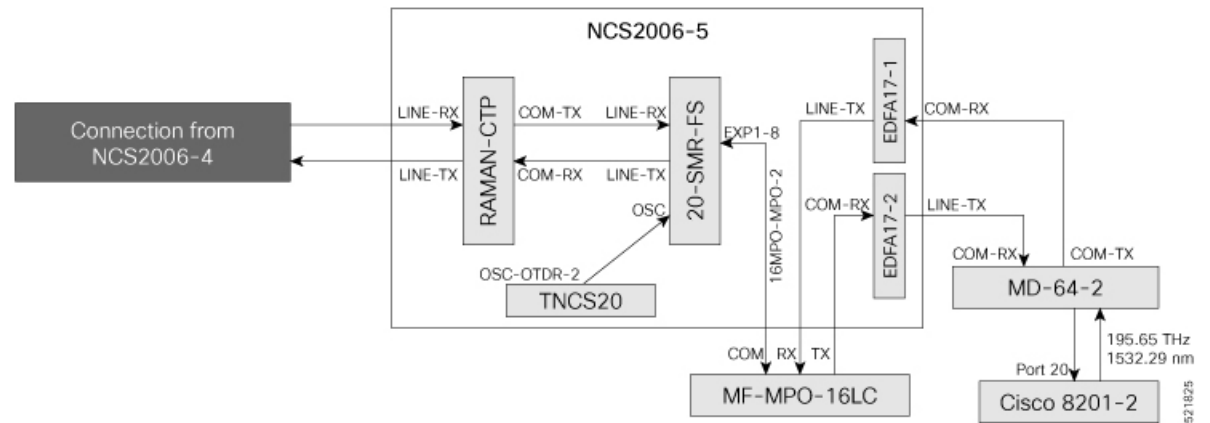 NCS2006-5
Connection from
NCS2006-4
LINE-RX
LINE-TX
RAMAN-CTP
COM-TX
COM-RX
LINE-RX
LINE-TX
20-SMR-FS
OSC
OSC-OTDR-2
TNCS20
EXP1-8
16MPO-MPO-2
LINE-TX
EDFA17-1
COM-RX
COM-RX
EDFA17-2
LINE-TX
COM-RX
COM-TX
MD-64-2
COM
RX
TX
MF-MPO-16LC
195.65 THz
1532.29 nm
Port 20
Cisco 8201-2
521825